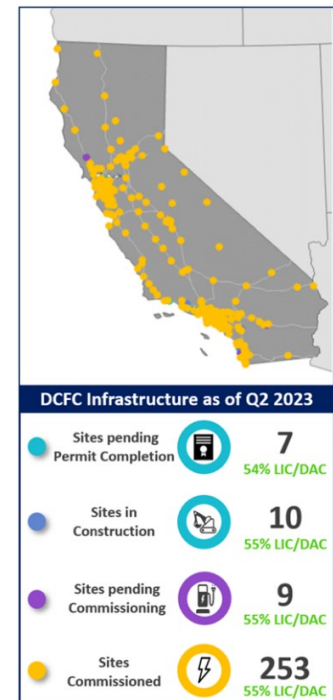 DCFC Infrastructure as of Q2 2023
Sites pending
Permit Completion
7
54% LIC/DAC
Sites in
Construction
10
55% LIC/DAC
Sites pending
Commissioning
9
55% LIC/DAC
Sites
Commissioned
253
55% LIC/DAC